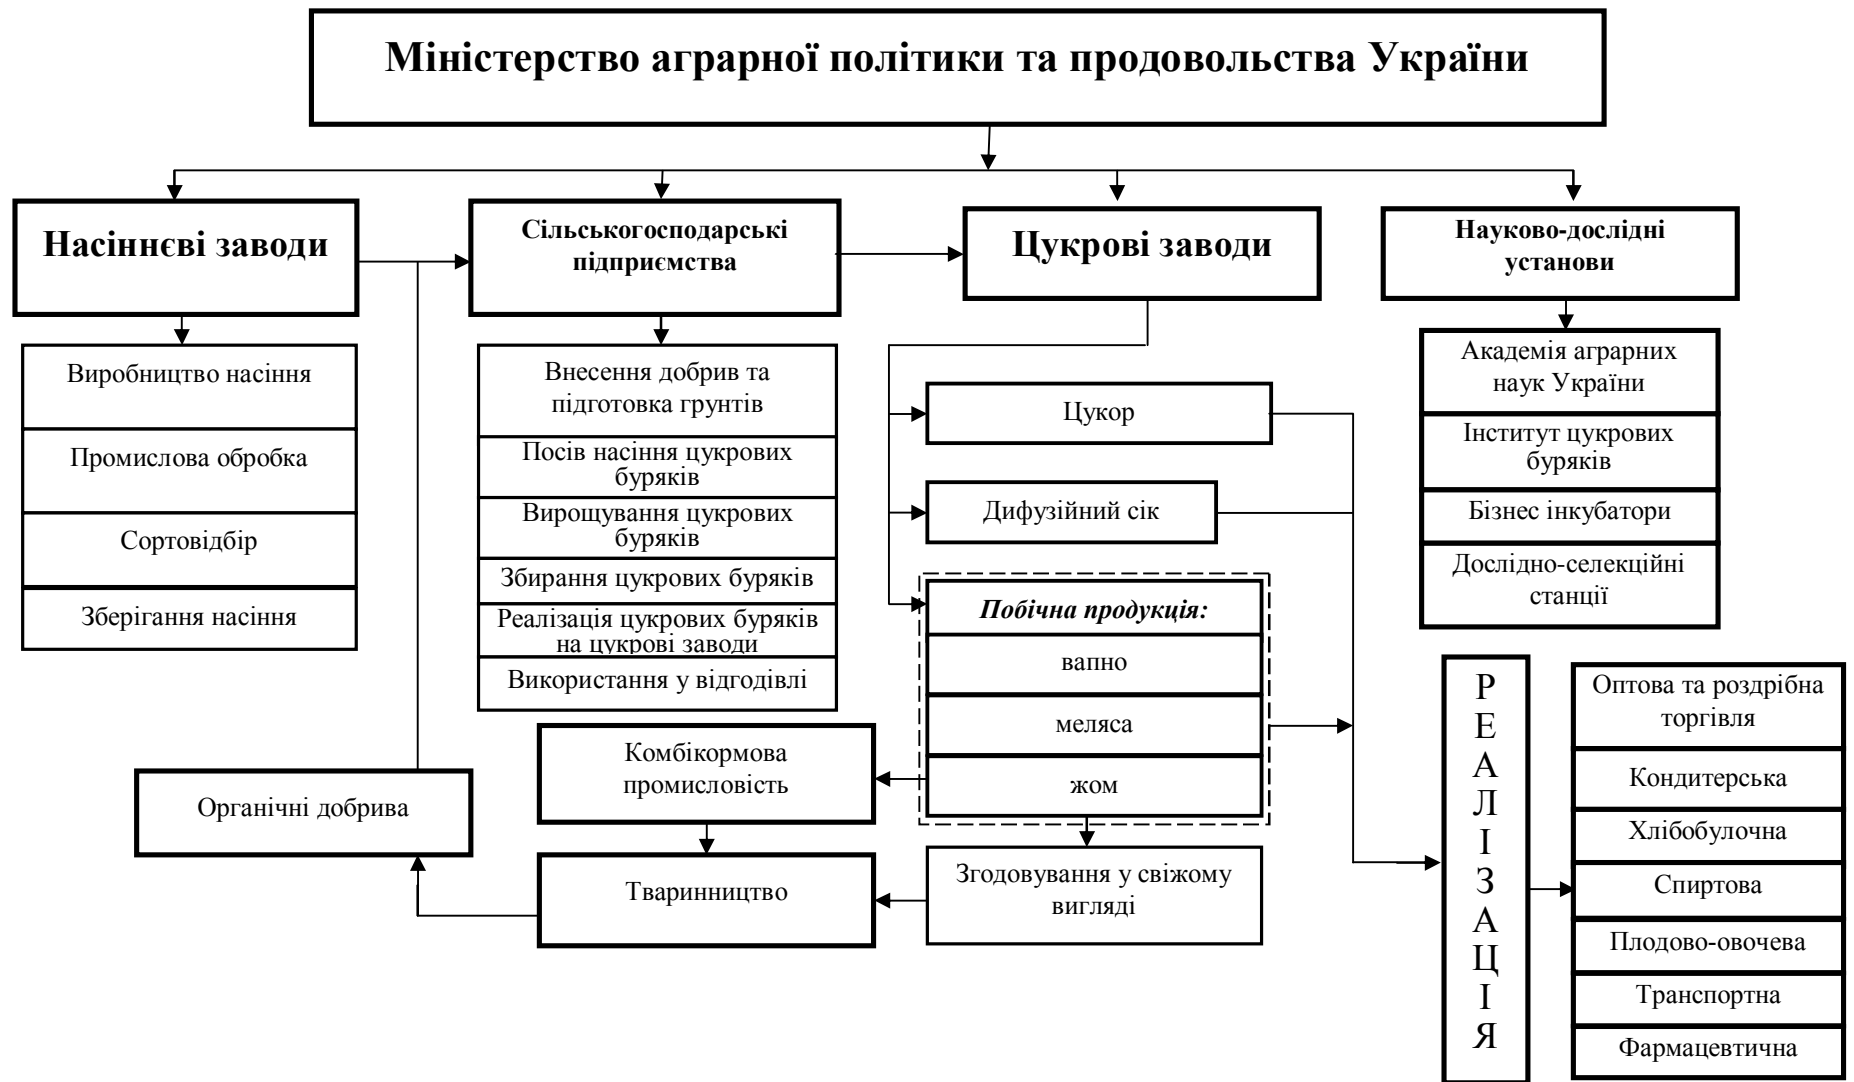 Міністерство аграрної політики та продовольства України
Насіннєві заводи
Сільськогосподарські
підприємства
Цукрові заводи
Науково-дослідні
установи
Виробництво насіння
Промислова обробка
Сортовідбір
Зберігання насіння
Внесення добрив та
підготовка грунтів
Посів насіння цукрових
буряків
Вирощування цукрових
буряків
Збирання цукрових буряків
Реалізація цукрових буряків
на цукрові заводи
Використання у відгодівлі
Цукор
Дифузійний сік
Побічна продукція:
вапно
меляса
жом
Академія аграрних
наук України
Інститут цукрових
буряків
Бізнес інкубатори
Дослідно-селекційні
станції
Комбікормова
промисловість
Органічні добрива
Тваринництво
Згодовування у свіжому
вигляді
Р
Е
А
Л
І
З
А
Ц
І
Я
Оптова та роздрібна
торгівля
Кондитерська
Хлібобулочна
Спиртова
Плодово-овочева
Транспортна
Фармацевтична